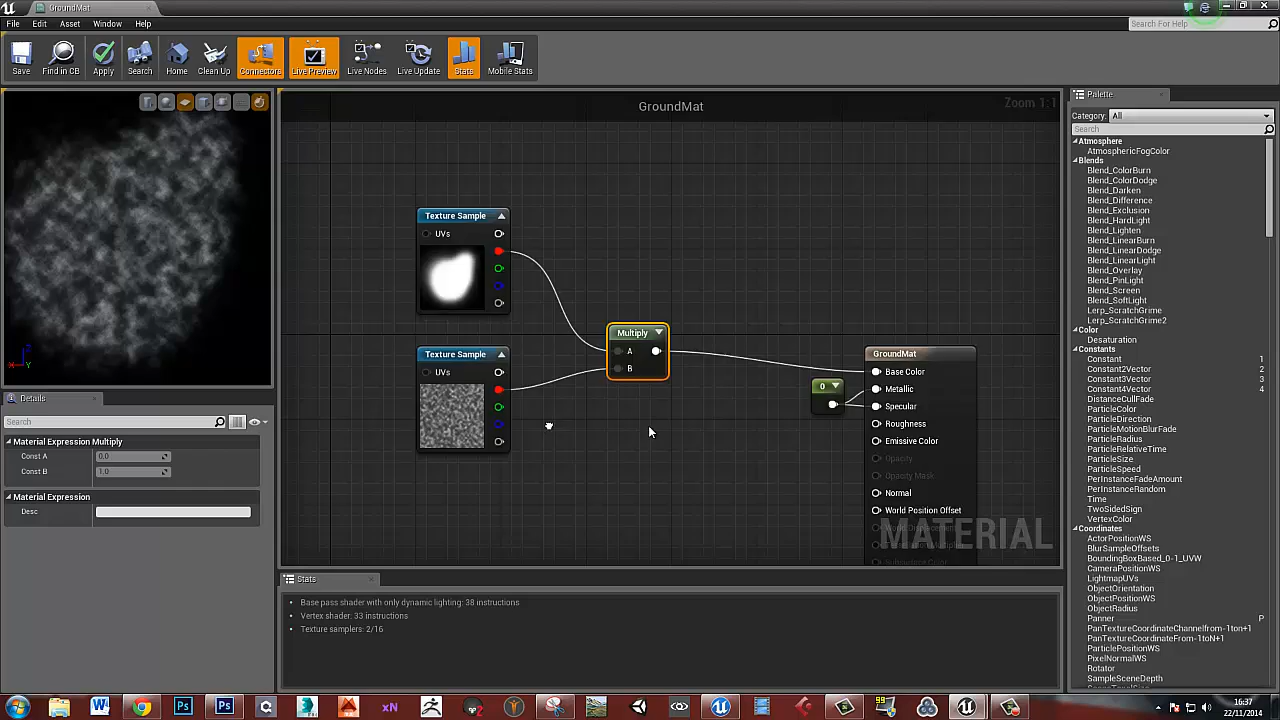 GroundMat
File Edit Asset Window Help
Search For Help
Save Find in CB Apply Search Home Clean Up Connectors Live Preview Live Nodes Live Update Stats Mobile Stats
GroundMat
Zoom 1:1
Palette
Category: All
Search
Atmosphere
AtmosphericFogColor
Blends
Blend_ColorBurn
Blend_ColorDodge
Blend_Darken
Blend_Difference
Blend_Exclusion
Blend_HardLight
Blend_Lighten
Blend_LinearBurn
Blend_LinearDodge
Blend_LinearLight
Blend_Overlay
Blend_PinLight
Blend_Screen
Blend_SoftLight
Lerp_ScratchGrime
Lerp_ScratchGrime2
Color
Desaturation
Constants
Constant 1
Constant2Vector 2
Constant3Vector 3
Constant4Vector 4
DistanceCullFade
ParticleColor
ParticleDirection
ParticleMotionBlurFade
ParticleRadius
ParticleRelativeTime
ParticleSize
ParticleSpeed
PerInstanceFadeAmount
PerInstanceRandom
Time
TwoSidedSign
VertexColor
Coordinates
ActorPositionWS
BlurSampleOffsets
BoundingBoxBased_0-1_UVW
CameraPositionWS
LightmapUVs
ObjectOrientation
ObjectPositionWS
ObjectRadius
Panner P
PanTextureCoordinateChannelfrom-1ton+1
PanTextureCoordinateFrom-1toN+1
ParticlePositionWS
PixelNormalWS
Rotator
SampleSceneDepth
Texture Sample
UVs
Texture Sample
UVs
Multiply
A
B
0
GroundMat
Base Color
Metallic
Specular
Roughness
Emissive Color
Opacity
Opacity Mask
Normal
World Position Offset
MATERIAL
Details
Search
Material Expression Multiply
Const A 0.0
Const B 1.0
Material Expression
Desc
Stats
Base pass shader with only dynamic lighting: 38 instructions
Vertex shader: 33 instructions
Texture samplers: 2/16
16:37
22/11/2014